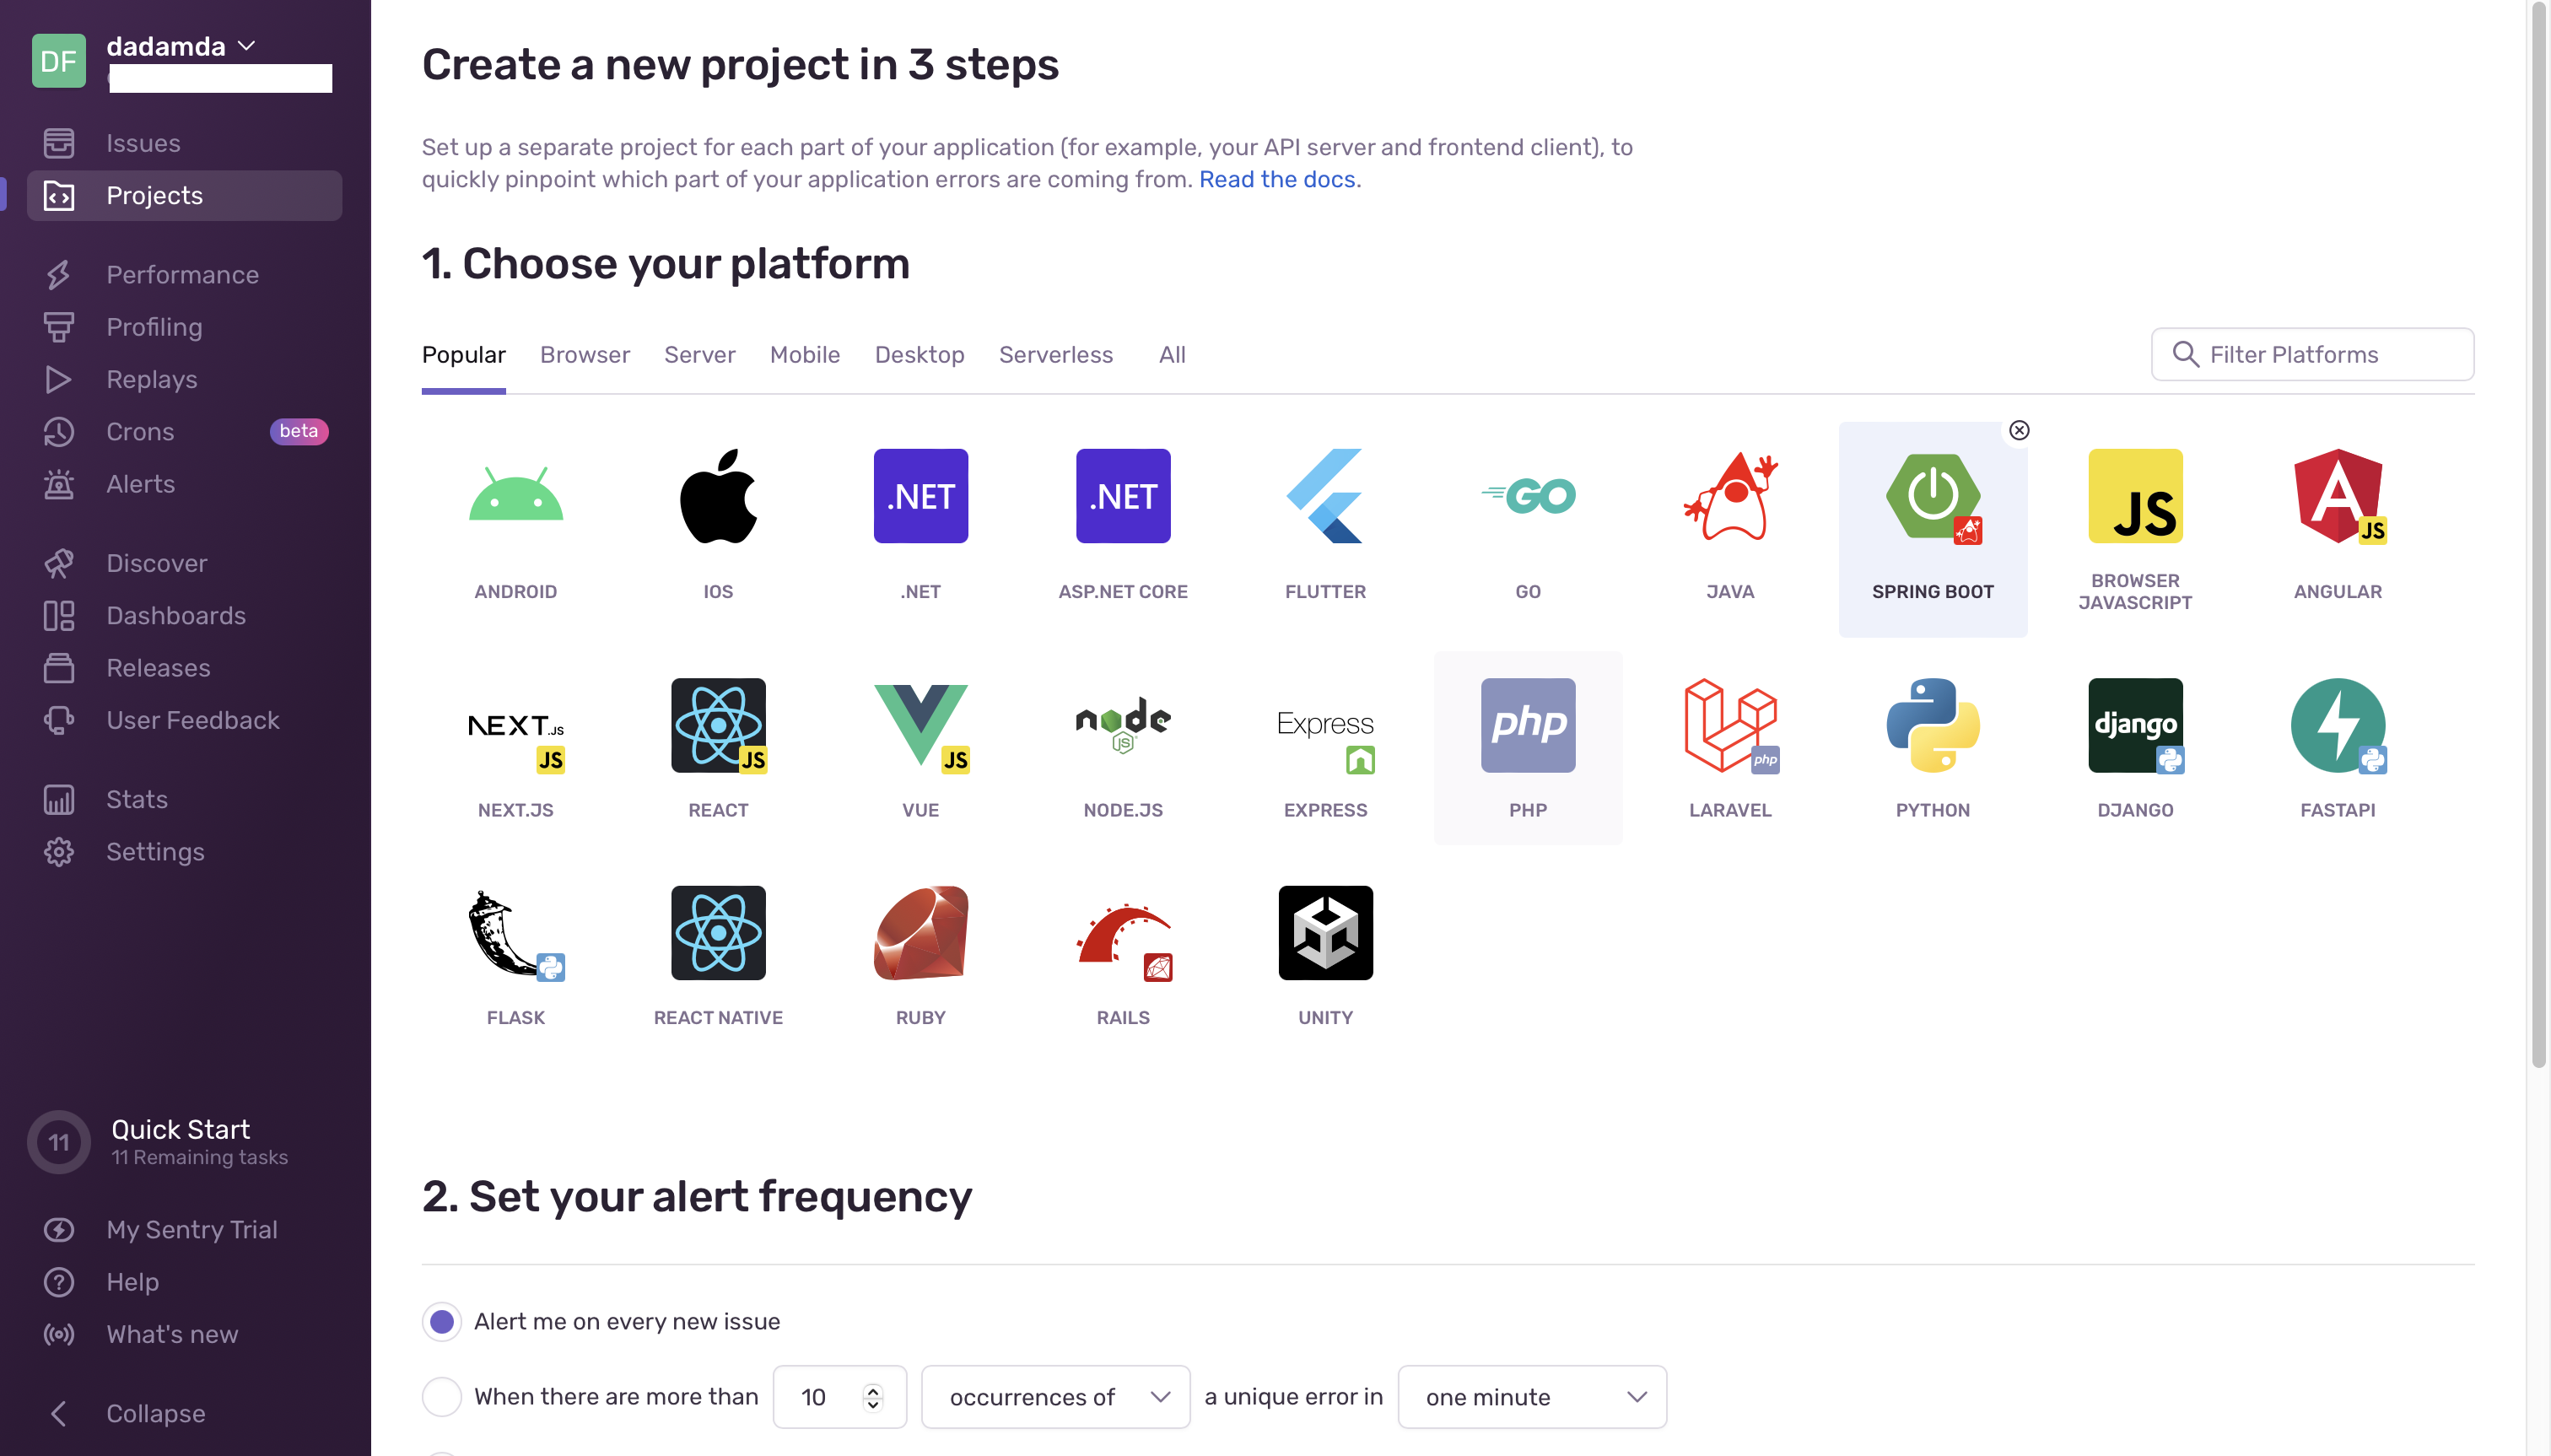 DF
dadamda
Issues
Projects
Performance
Profiling
Replays
Crons beta
Alerts
Discover
Dashboards
Releases
User Feedback
Stats
Settings
11
Quick Start
11 Remaining tasks
My Sentry Trial
Help
What's new
Collapse
Create a new project in 3 steps
Set up a separate project for each part of your application (for example, your API server and frontend client), to
quickly pinpoint which part of your application errors are coming from. Read the docs.
1. Choose your platform
Popular Browser Server Mobile Desktop Serverless All
Filter Platforms
.NET .NET GO JS A JS
ANDROID IOS .NET ASP.NET CORE FLUTTER GO JAVA SPRING BOOT BROWSER JAVASCRIPT ANGULAR
NEXT.JS JS JS JS node JS Express php php django
NEXT.JS REACT VUE NODE.JS EXPRESS PHP LARAVEL PYTHON DJANGO FASTAPI
FLASK REACT NATIVE RUBY RAILS UNITY
2. Set your alert frequency
Alert me on every new issue
When there are more than 10 occurrences of a unique error in one minute